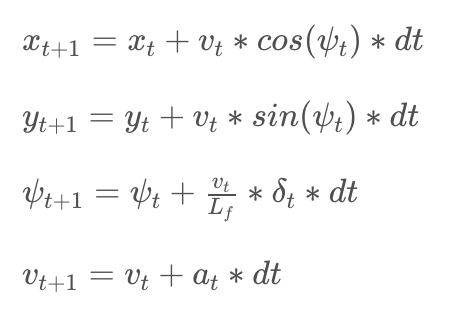 x_{t+1} = x_t + v_t * cos(ψ_t) * dt
y_{t+1} = y_t + v_t * sin(ψ_t) * dt
ψ_{t+1} = ψ_t + \frac{v_t}{L_f} * δ_t * dt
v_{t+1} = v_t + a_t * dt